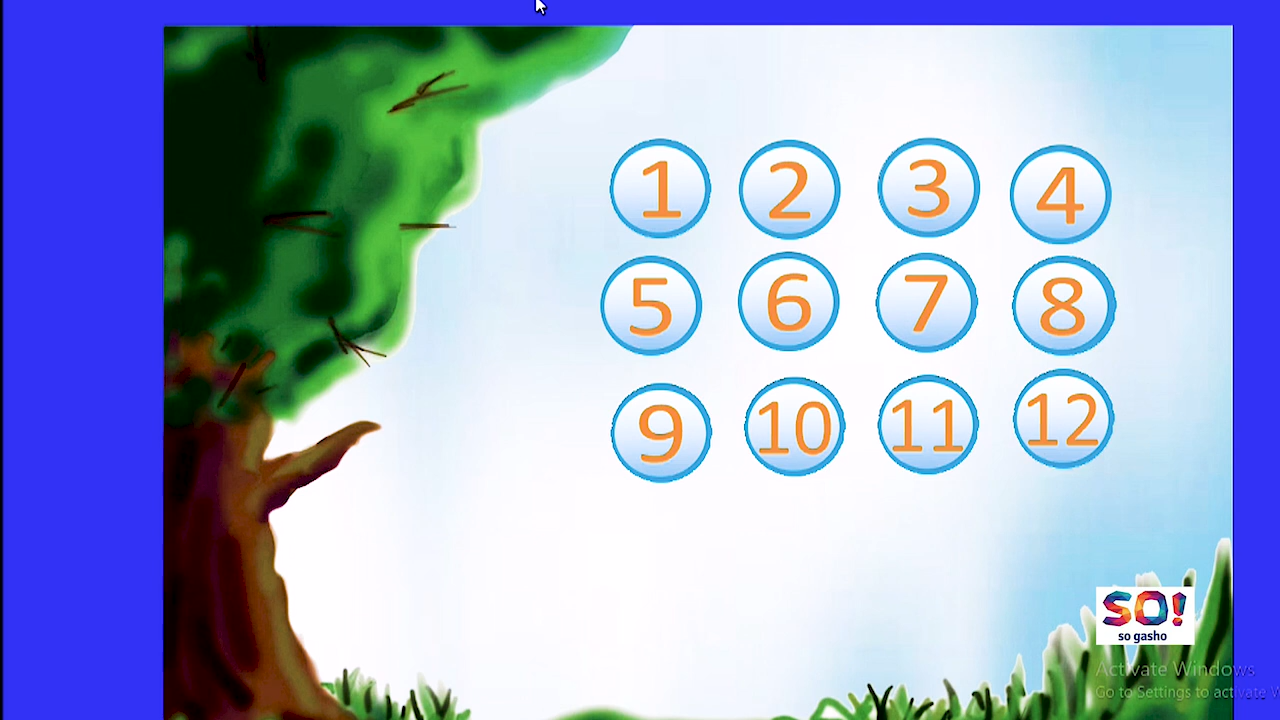 1 2 3 4
5 6 7 8
9 10 11 12
SO!
so gasho
Activate Windows
Go to Settings to activate W